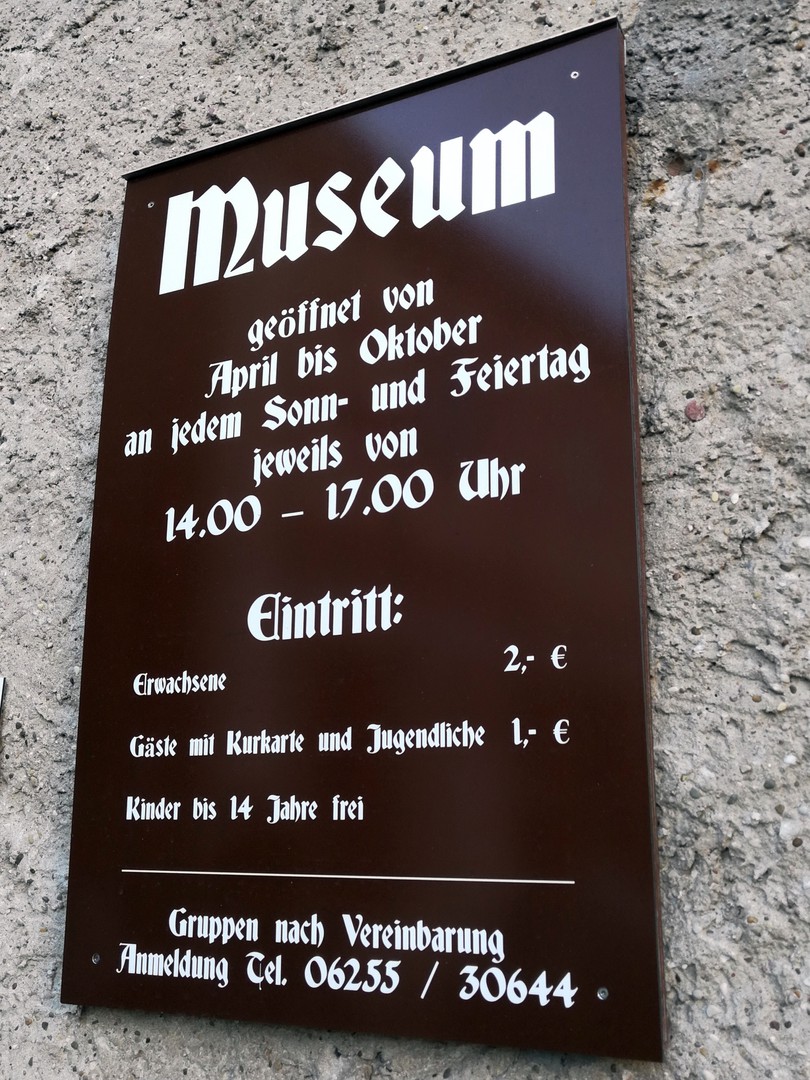 Museum
geöffnet von
April bis Oktober
an jedem Sonn- und Feiertag
jeweils von
14.00 – 17.00 Uhr
Eintritt:
Erwachsene 2,- €
Gäste mit Kurkarte und Jugendliche 1,- €
Kinder bis 14 Jahre frei
Gruppen nach Vereinbarung
Anmeldung Tel. 06255 / 30644